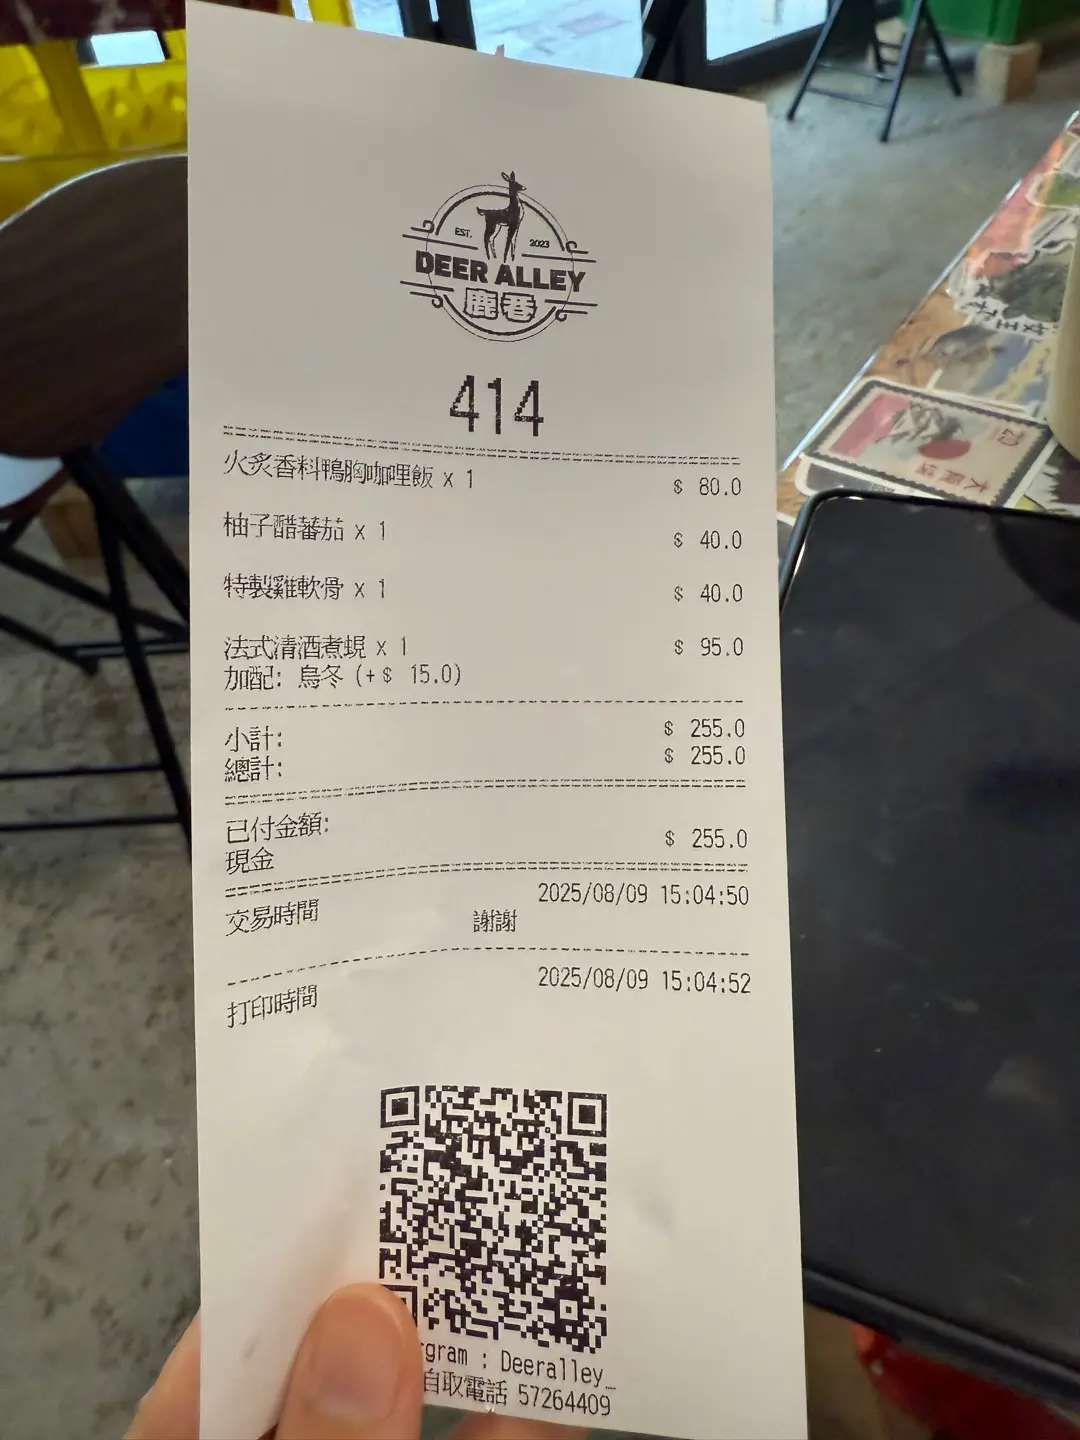 EST. 2023
DEER ALLEY
鹿巷
414
火炙香料鴨胸咖哩飯 x 1 $ 80.0
柚子醋蕃茄 x 1 $ 40.0
特製雞軟骨 x 1 $ 40.0
法式清酒煮蜆 x 1 $ 95.0
加配: 烏冬 (+$ 15.0)
小計: $ 255.0
總計: $ 255.0
已付金額:
現金 $ 255.0
交易時間 2025/08/09 15:04:50
謝謝
打印時間 2025/08/09 15:04:52
gram : Deeralley_
自取電話 57264409